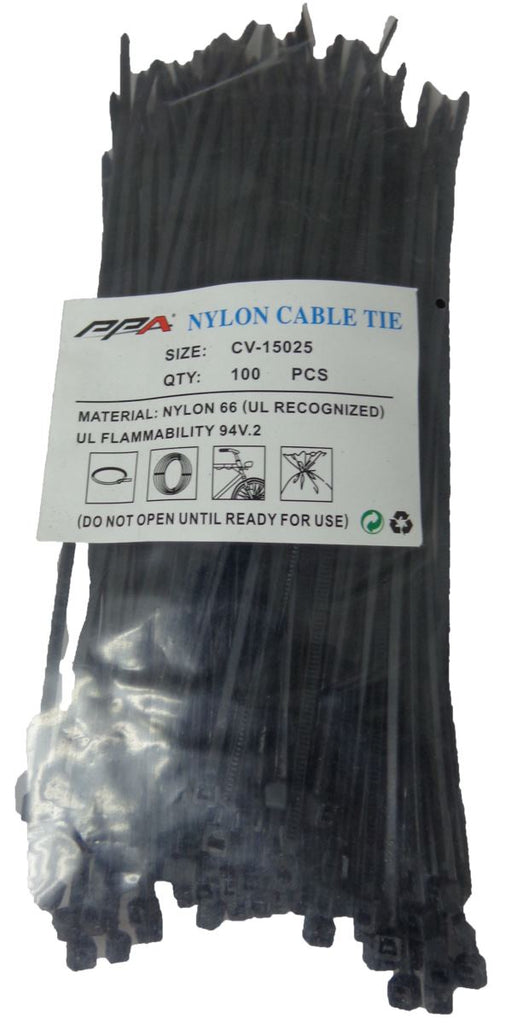 PPA NYLON CABLE TIE
SIZE: CV-15025
QTY: 100 PCS
MATERIAL: NYLON 66 (UL RECOGNIZED)
UL FLAMMABILITY 94V.2
(DO NOT OPEN UNTIL READY FOR USE)